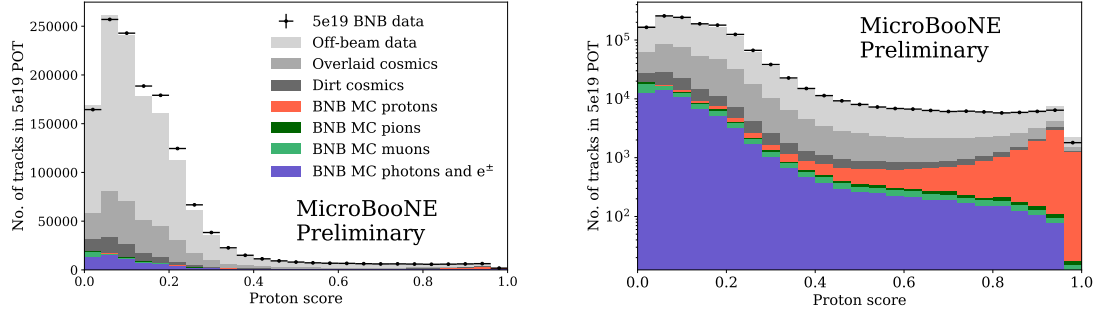 250000
200000
150000
100000
50000
0
No. of tracks in 5e19 POT
0.0 0.2 0.4 0.6 0.8 1.0
Proton score
5e19 BNB data
Off-beam data
Overlaid cosmics
Dirt cosmics
BNB MC protons
BNB MC pions
BNB MC muons
BNB MC photons and e±
MicroBooNE
Preliminary
10⁵
10⁴
10³
10²
No. of tracks in 5e19 POT
0.0 0.2 0.4 0.6 0.8 1.0
Proton score
MicroBooNE
Preliminary